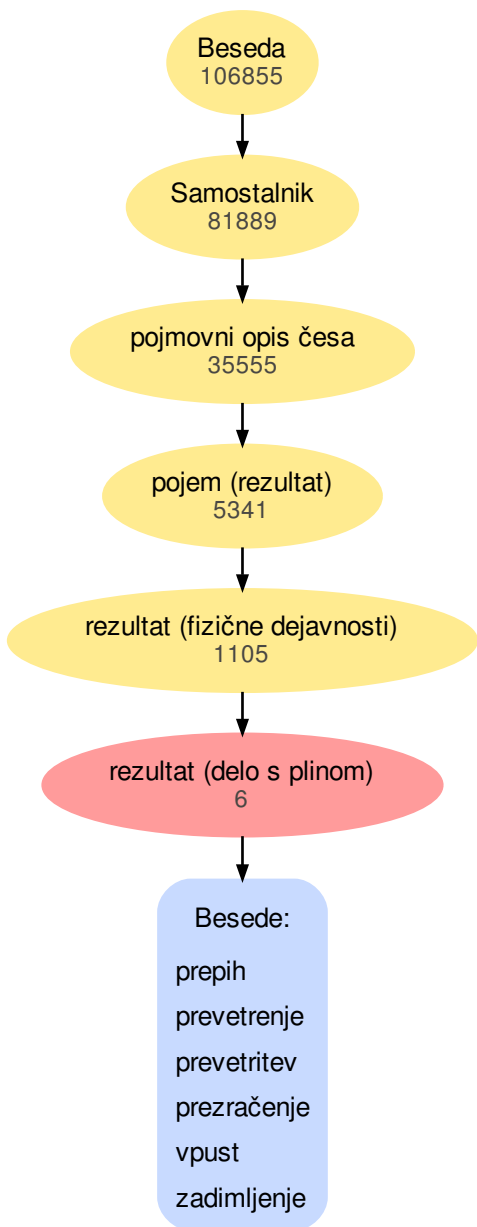 Beseda
106855
Samostalnik
81889
pojmovni opis česa
35555
pojem (rezultat)
5341
rezultat (fizične dejavnosti)
1105
rezultat (delo s plinom)
6
Besede:
prepih
prevetrenje
prevetritev
prezračenje
vpust
zadimljenje